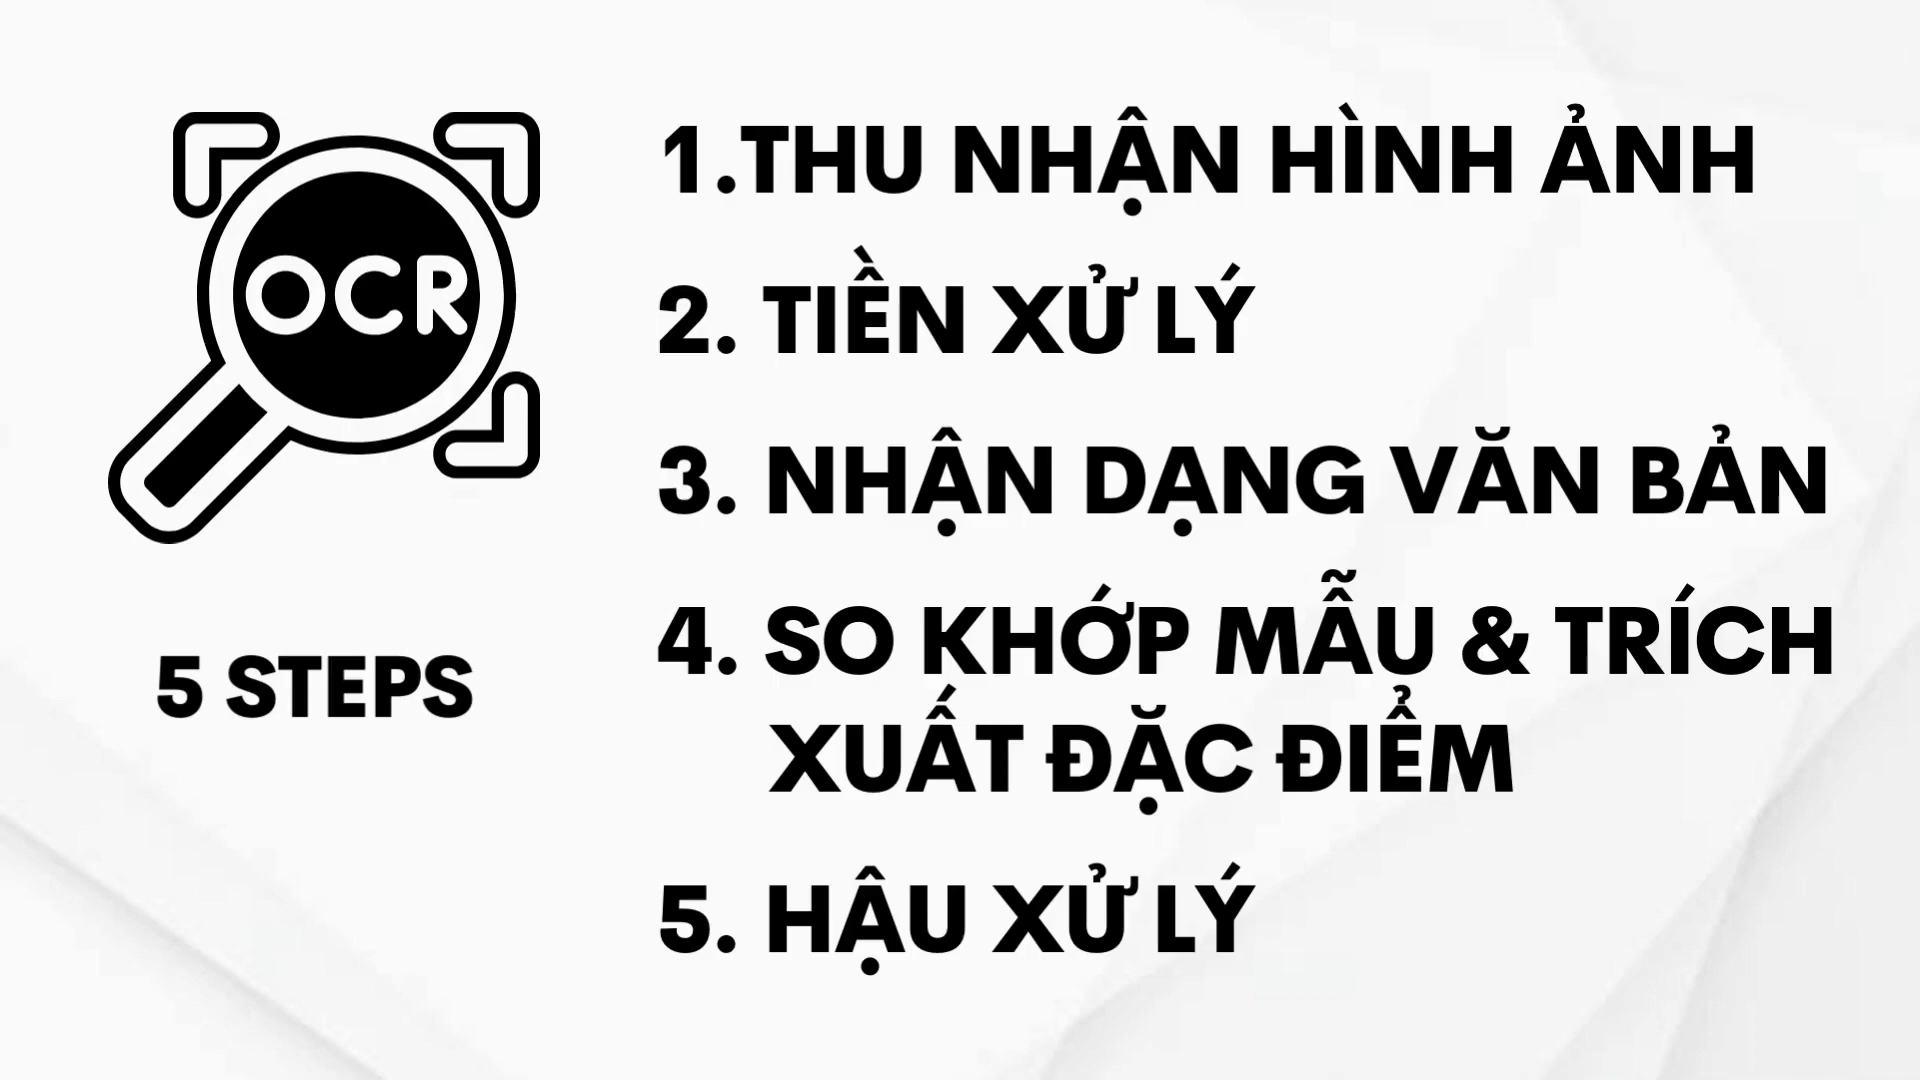 OCR
5 STEPS
1.THU NHẬN HÌNH ẢNH
2. TIỀN XỬ LÝ
3. NHẬN DẠNG VĂN BẢN
4. SO KHỚP MẪU & TRÍCH
XUẤT ĐẶC ĐIỂM
5. HẬU XỬ LÝ